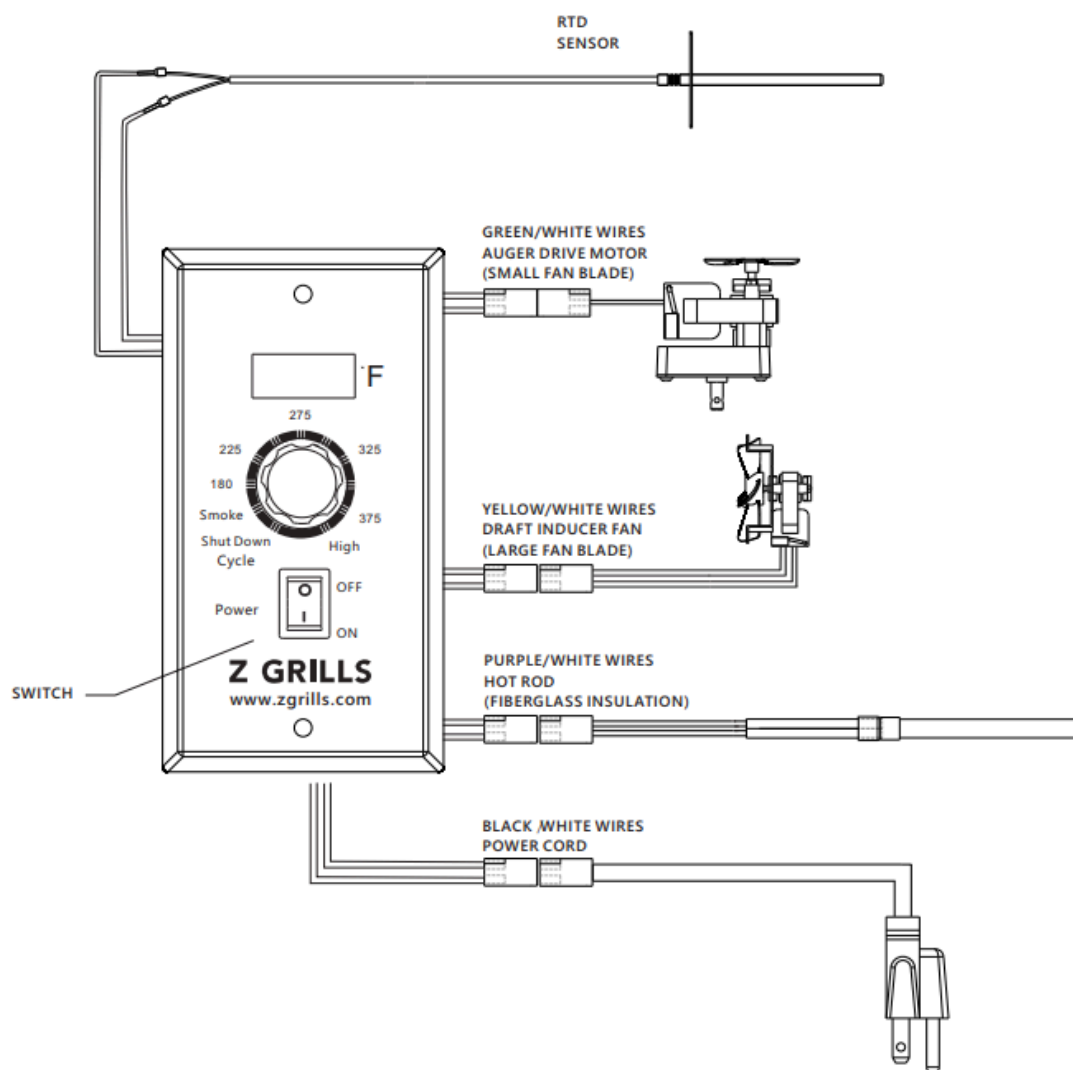 RTD
SENSOR
GREEN/WHITE WIRES
AUGER DRIVE MOTOR
(SMALL FAN BLADE)
°F
275
225
325
180
Smoke
375
Shut Down
Cycle
High
YELLOW/WHITE WIRES
DRAFT INDUCER FAN
(LARGE FAN BLADE)
OFF
Power
I
ON
Z GRILLS
www.zgrills.com
SWITCH
PURPLE/WHITE WIRES
HOT ROD
(FIBERGLASS INSULATION)
BLACK /WHITE WIRES
POWER CORD